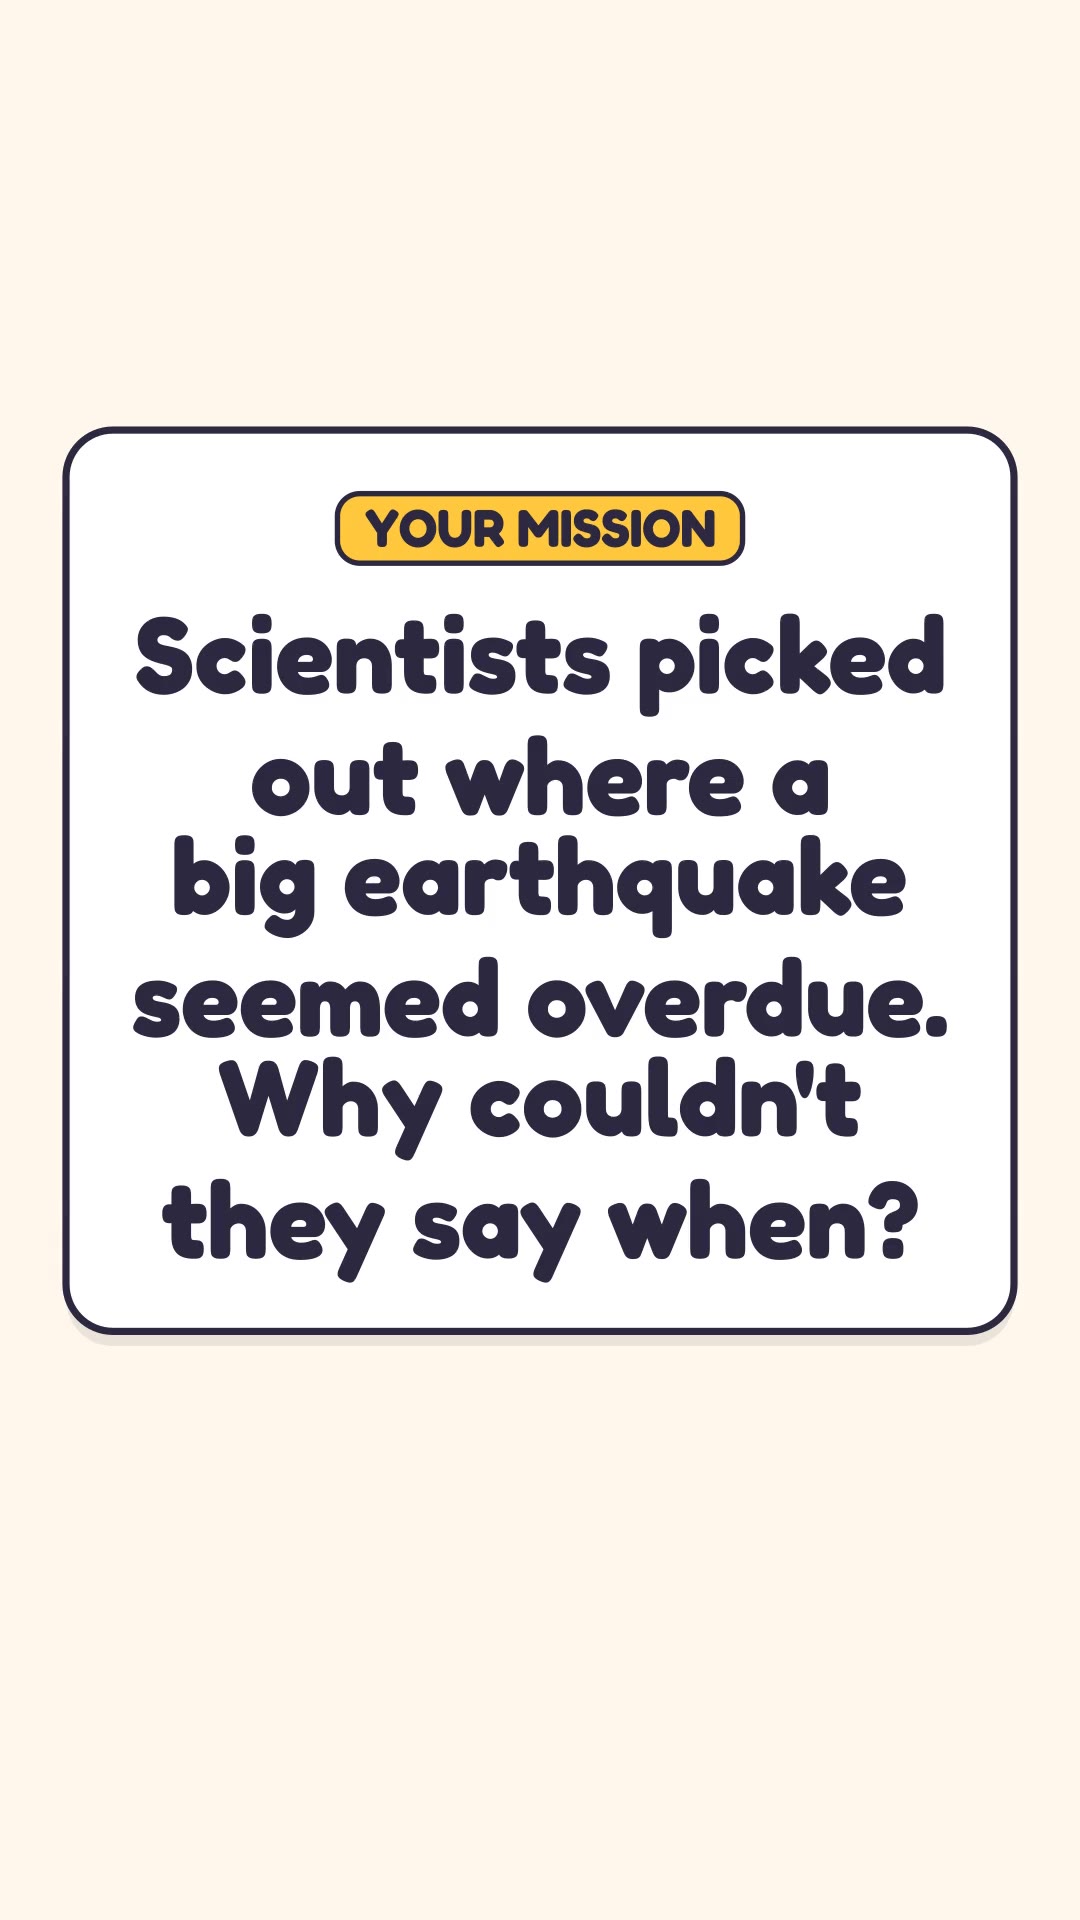 YOUR MISSION
Scientists picked
out where a
big earthquake
seemed overdue.
Why couldn't
they say when?